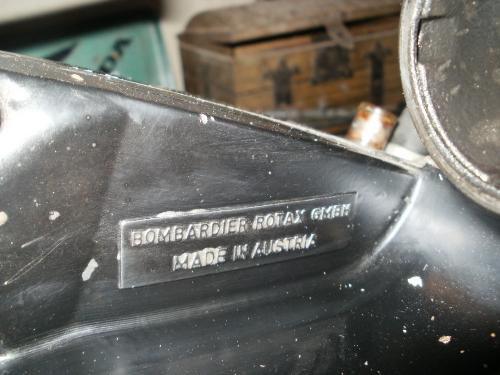 BOMBARDIER-ROTAX GMBH
MADE IN AUSTRIA